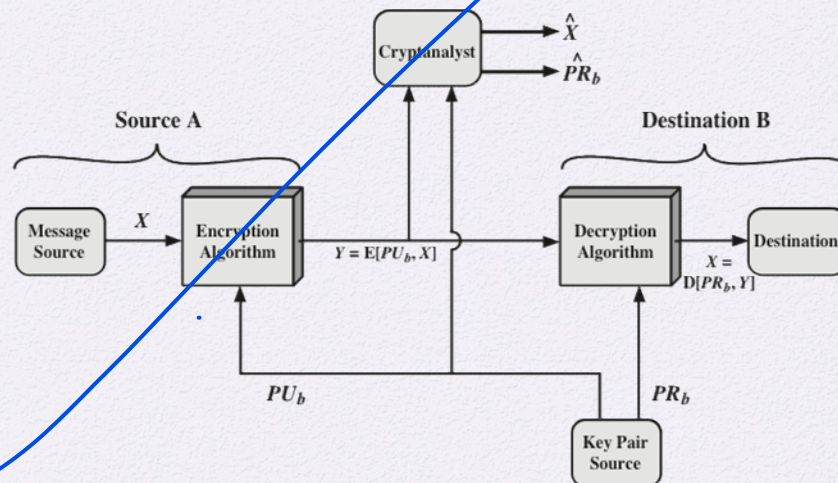 Cryptanalyst
X̂
P̂R_b
Source A
Destination B
Message
Source
X
Encryption
Algorithm
Y = E[PU_b, X]
Decryption
Algorithm
X =
D[PR_b, Y]
Destination
PU_b
PR_b
Key Pair
Source